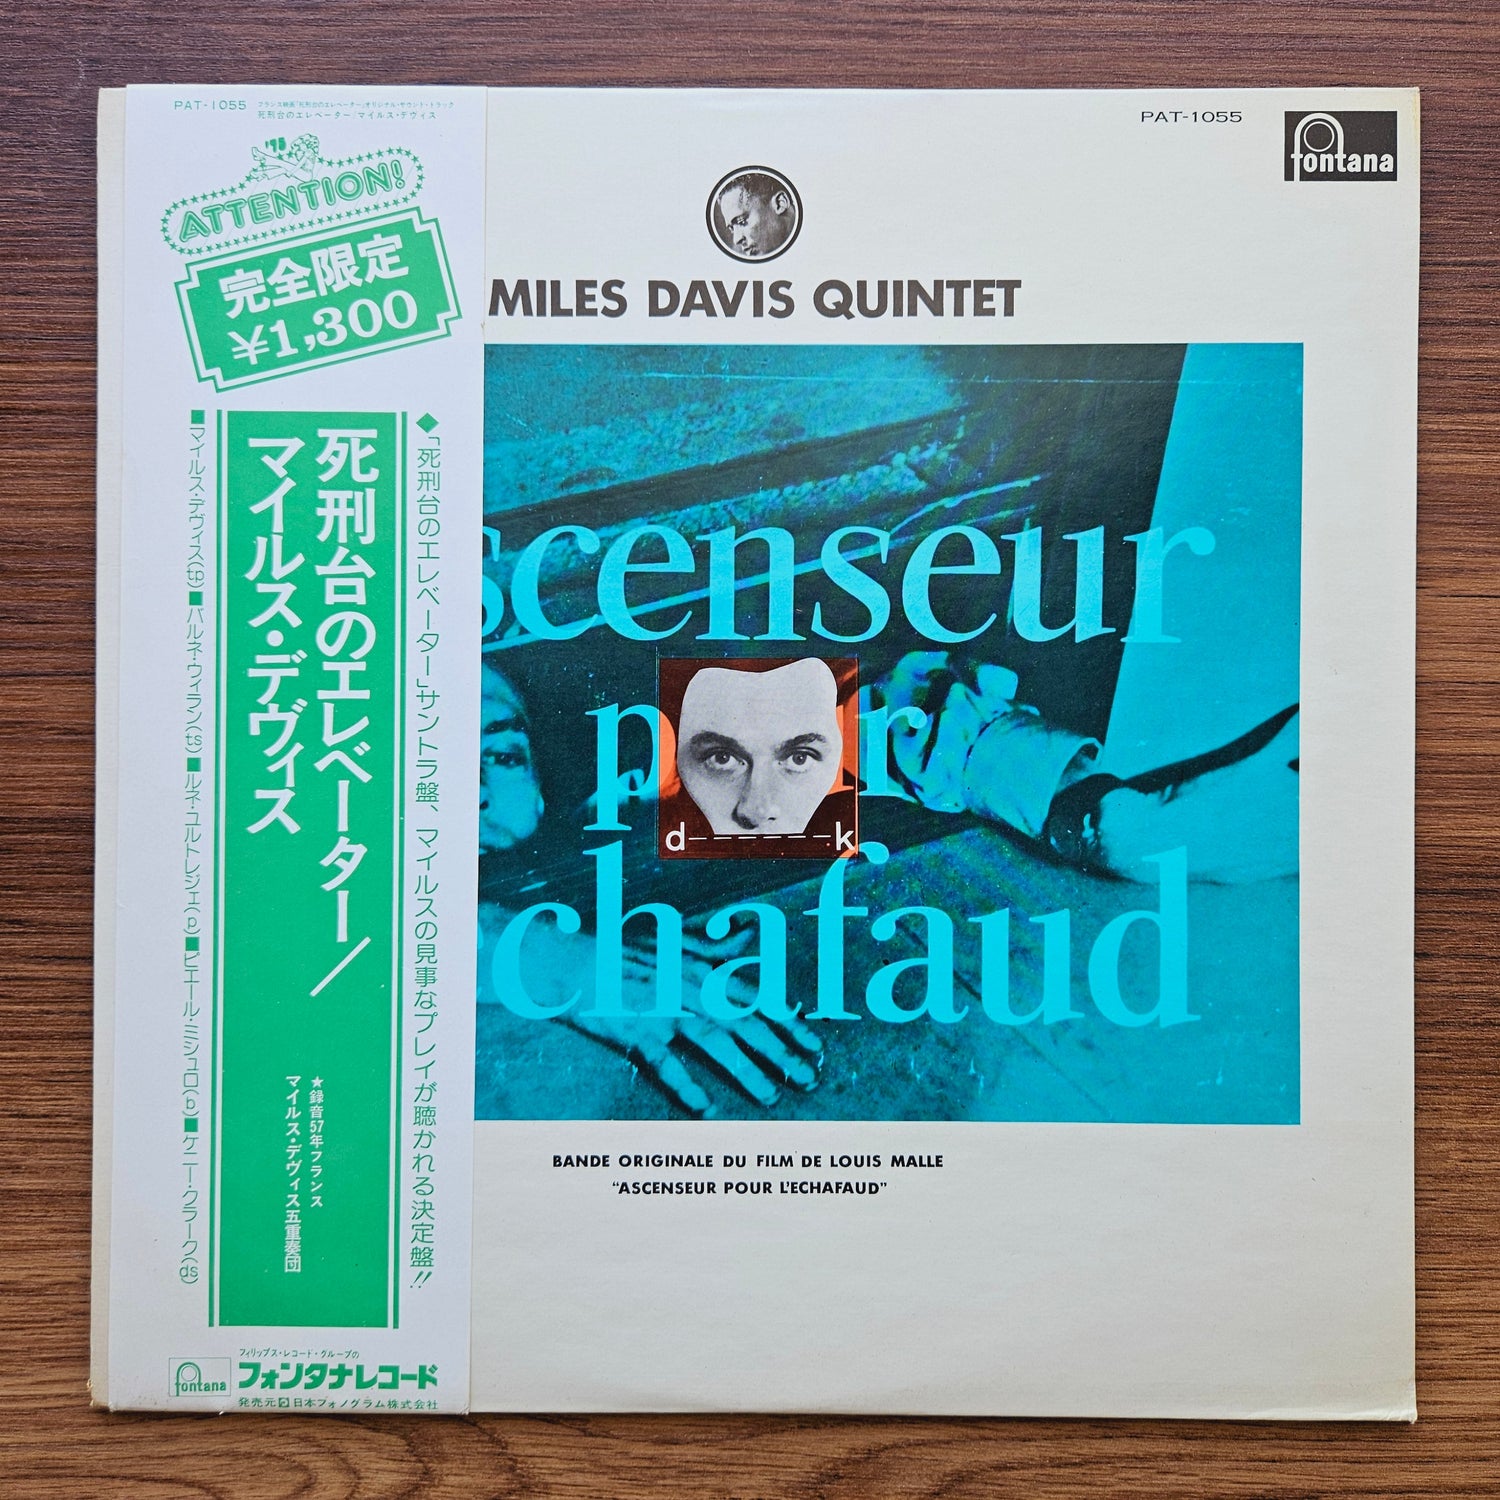 PAT-1055
フランス映画「死刑台のエレベーター」オリジナル・サウンド・トラック
死刑台のエレベーター/マイルス・デヴィス
'75
ATTENTION!
完全限定
¥1,300
◆「死刑台のエレベーター」サントラ盤、マイルスの見事なプレイが聴かれる決定盤!!
死刑台のエレベーター/
マイルス・デヴィス
★録音57年フランス
マイルス・デヴィス五重奏団
■マイルス・デヴィス(tp)■バルネ・ウィラン(ts)■ルネ・ユルトレジェ(p)■ピエール・ミシュロ(b)■ケニー・クラーク(ds)
fontana
フィリップス・レコード・グループの
フォンタナレコード
発売元 日本フォノグラム株式会社
PAT-1055
fontana
MILES DAVIS QUINTET
scenseur
p r
d------k
chafaud
BANDE ORIGINALE DU FILM DE LOUIS MALLE
"ASCENSEUR POUR L'ECHAFAUD"